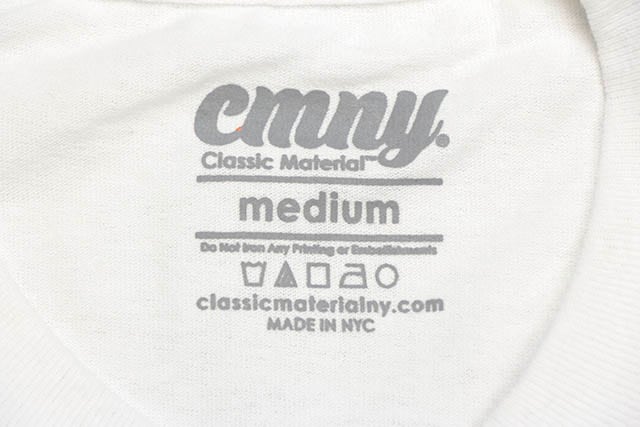 cmny.
Classic Material™
medium
Do Not Iron Any Printing or Embellishments
classicmaterialny.com
MADE IN NYC